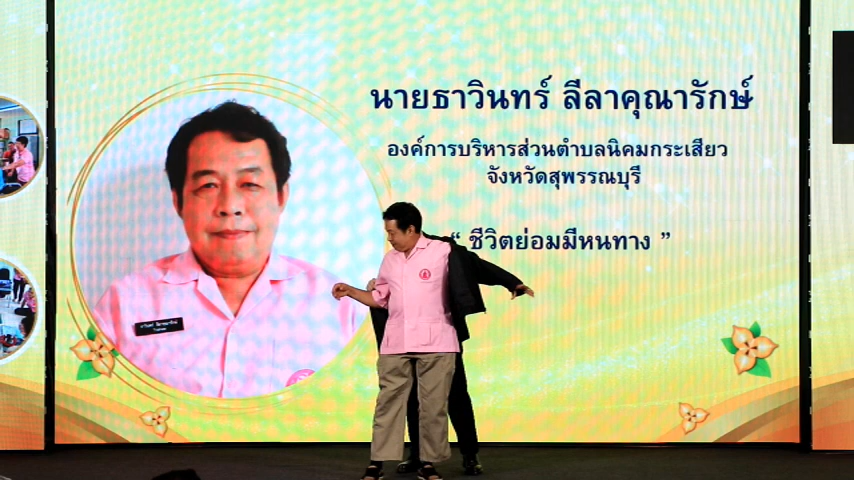 นายธาวินทร์ ลีลาคุณารักษ์
องค์การบริหารส่วนตำบลนิคมกระเสียว
จังหวัดสุพรรณบุรี
“ ชีวิตย่อมมีหนทาง ”